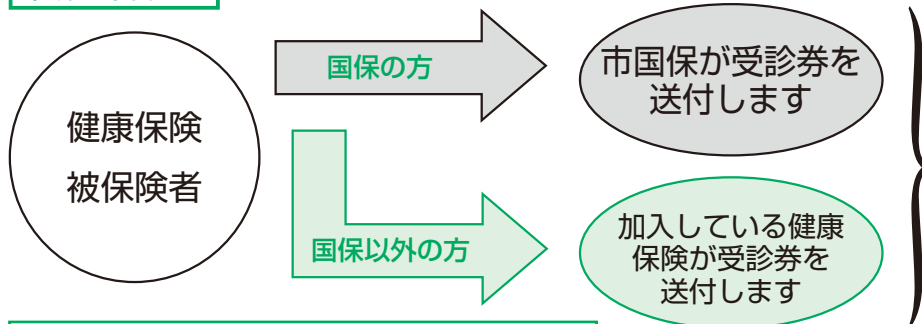 健康保険
被保険者
国保の方
市国保が受診券を
送付します
国保以外の方
加入している健康
保険が受診券を
送付します